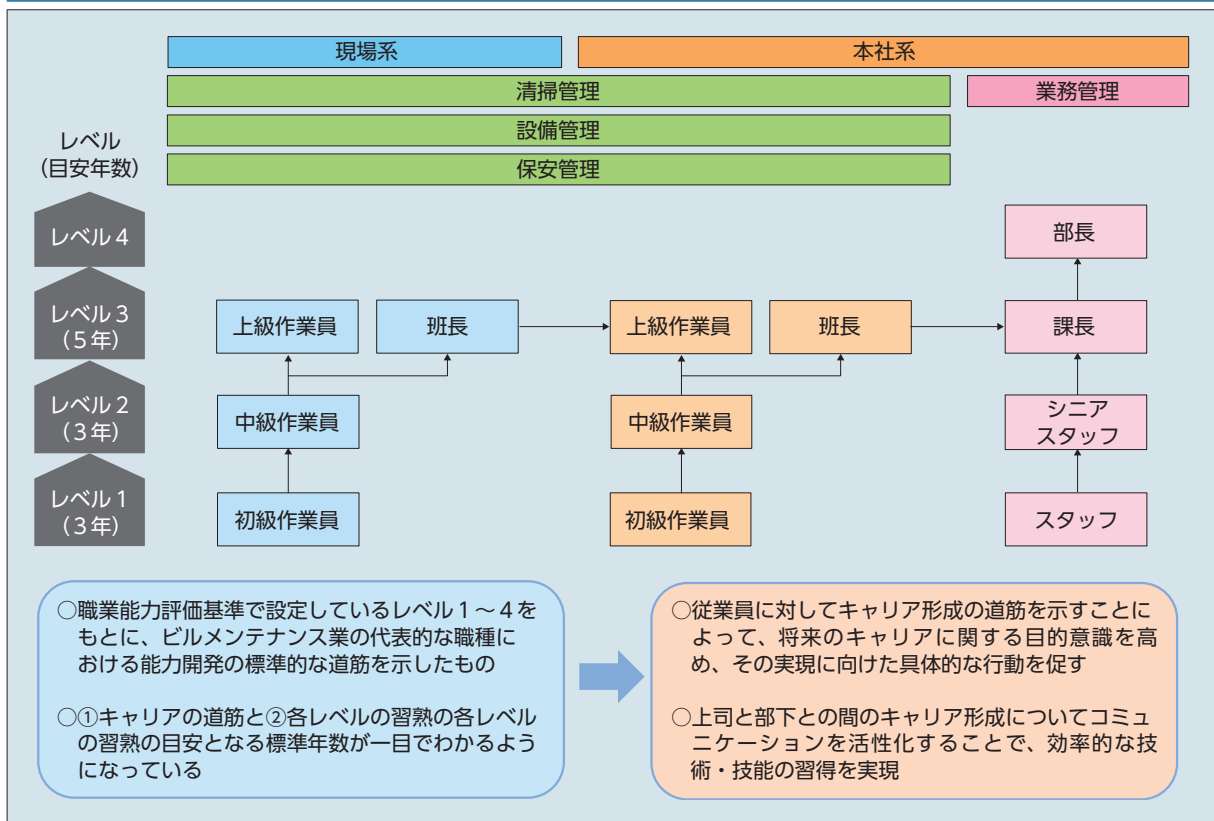 現場系
本社系
清掃管理
業務管理
設備管理
保安管理
レベル
(目安年数)
レベル4
部長
レベル3
(5年)
上級作業員
班長
上級作業員
班長
課長
レベル2
(3年)
中級作業員
中級作業員
シニア
スタッフ
レベル1
(3年)
初級作業員
初級作業員
スタッフ
○職業能力評価基準で設定しているレベル1~4を
もとに、ビルメンテナンス業の代表的な職種に
おける能力開発の標準的な道筋を示したもの
○①キャリアの道筋と②各レベルの習熟の各レベル
の習熟の目安となる標準年数が一目でわかるよう
になっている
○従業員に対してキャリア形成の道筋を示すことに
よって、将来のキャリアに関する目的意識を高
め、その実現に向けた具体的な行動を促す
○上司と部下との間のキャリア形成についてコミュ
ニケーションを活性化することで、効率的な技
術・技能の習得を実現